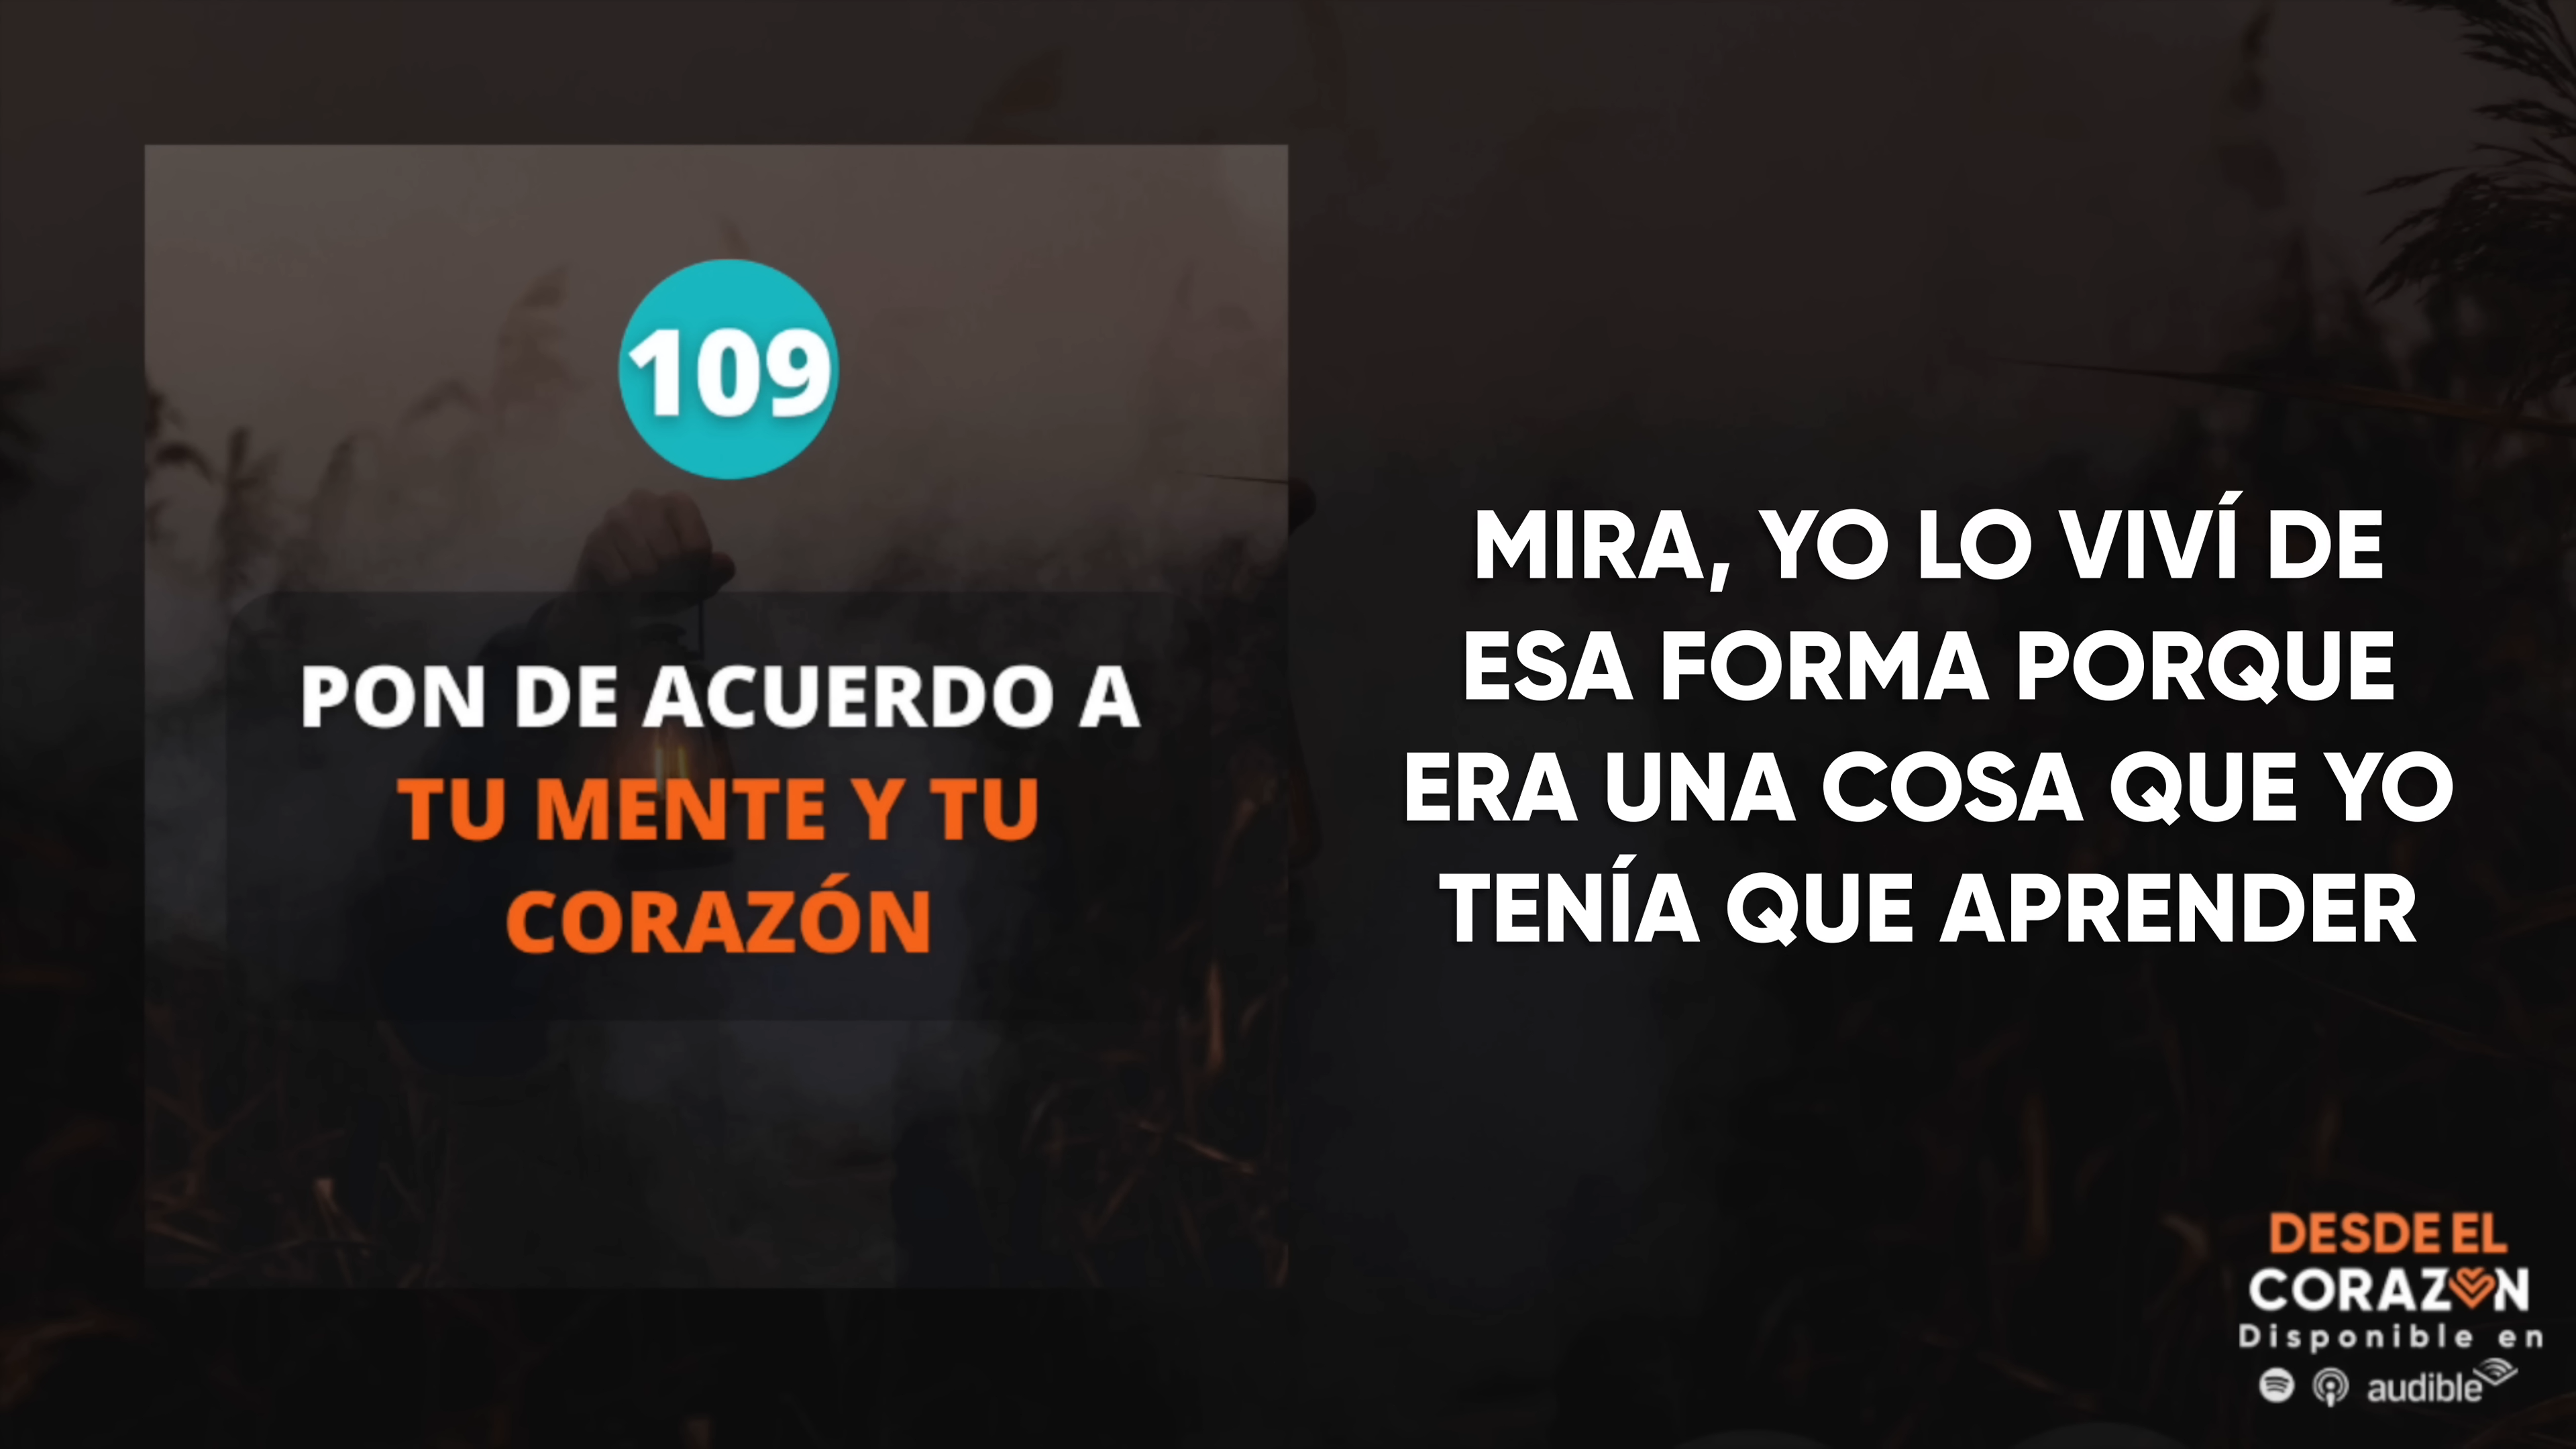 109
PON DE ACUERDO A
TU MENTE Y TU
CORAZÓN
MIRA, YO LO VIVÍ DE
ESA FORMA PORQUE
ERA UNA COSA QUE YO
TENÍA QUE APRENDER
DESDE EL
CORAZÓN
Disponible en
audible